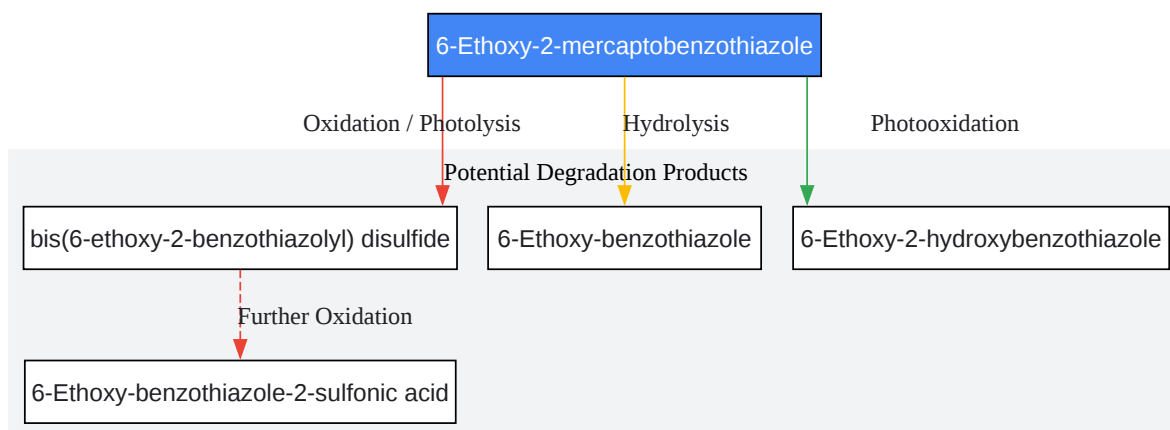 6-Ethoxy-2-mercaptobenzothiazole
Oxidation / Photolysis
Hydrolysis
Photooxidation
Potential Degradation Products
bis(6-ethoxy-2-benzothiazolyl) disulfide
6-Ethoxy-benzothiazole
6-Ethoxy-2-hydroxybenzothiazole
Further Oxidation
6-Ethoxy-benzothiazole-2-sulfonic acid